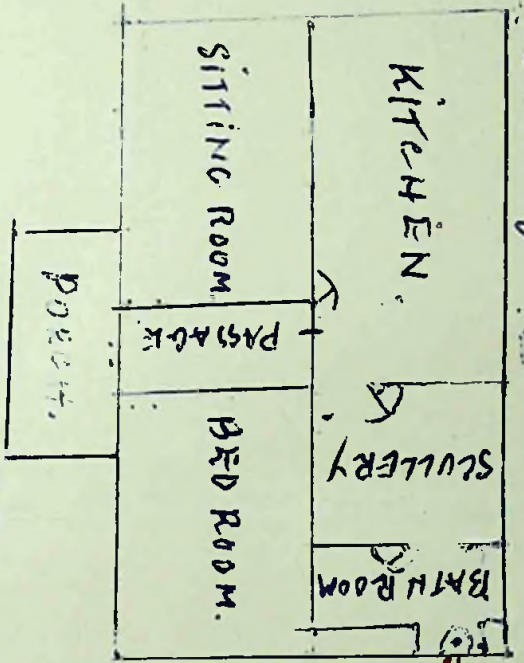 KITCHEN.
SITTING ROOM
PORCH.
PASSAGE
BED ROOM.
SCULLERY
BATH ROOM